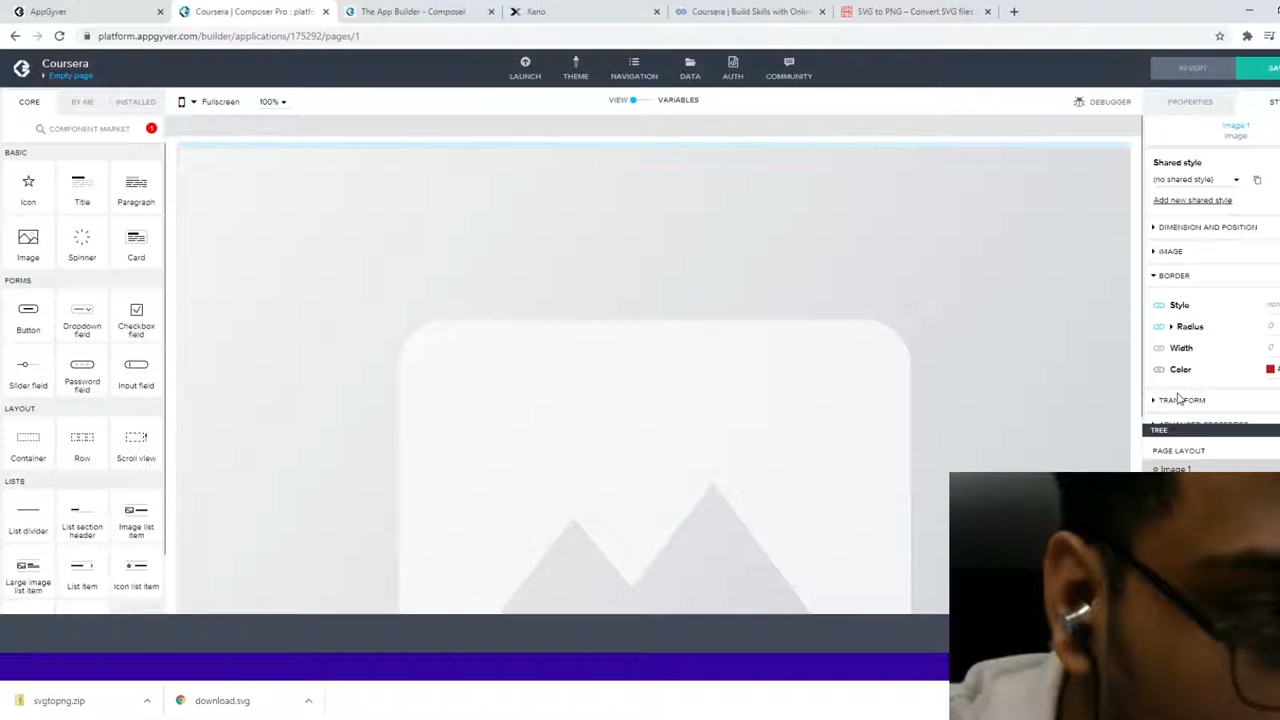 AppGyver
Coursera | Composer Pro : platf
The App Builder - Composer
Xano
Coursera | Build Skills with Onlin
SVG to PNG – Convert SVG files
platform.appgyver.com/builder/applications/175292/pages/1
Coursera
Empty page
LAUNCH
THEME
NAVIGATION
DATA
AUTH
COMMUNITY
REVERT
SA
CORE
BY ME
INSTALLED
Fullscreen
100%
VIEW
VARIABLES
DEBUGGER
PROPERTIES
ST
COMPONENT MARKET
1
Image 1
Image
BASIC
Icon
Title
Paragraph
Image
Spinner
Card
FORMS
Button
Dropdown field
Checkbox field
Slider field
Password field
Input field
LAYOUT
Container
Row
Scroll view
LISTS
List divider
List section header
Image list item
Large image list item
List item
Icon list item
Shared style
(no shared style)
Add new shared style
DIMENSION AND POSITION
IMAGE
BORDER
Style
Radius
0
Width
0
Color
TRANSFORM
TREE
PAGE LAYOUT
Image 1
svgtopng.zip
download.svg